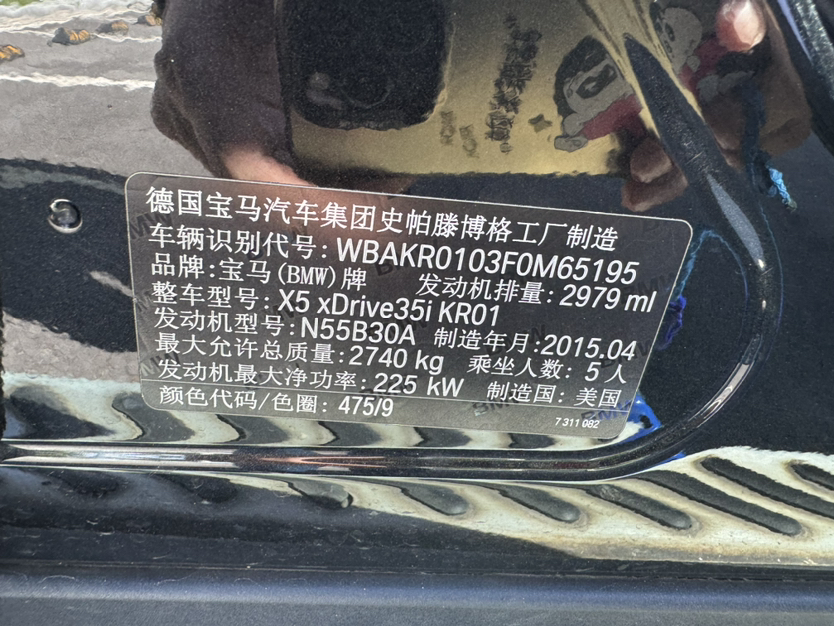 德国宝马汽车集团史帕滕博格工厂制造
车辆识别代号: WBAKR0103F0M65195
品牌:宝马(BMW)牌 发动机排量: 2979 ml
整车型号: X5 xDrive35i KR01
发动机型号: N55B30A 制造年月:2015.04
最大允许总质量: 2740 kg 乘坐人数: 5 人
发动机最大净功率: 225 kW 制造国: 美国
颜色代码/色圈: 475/9
7 311 082